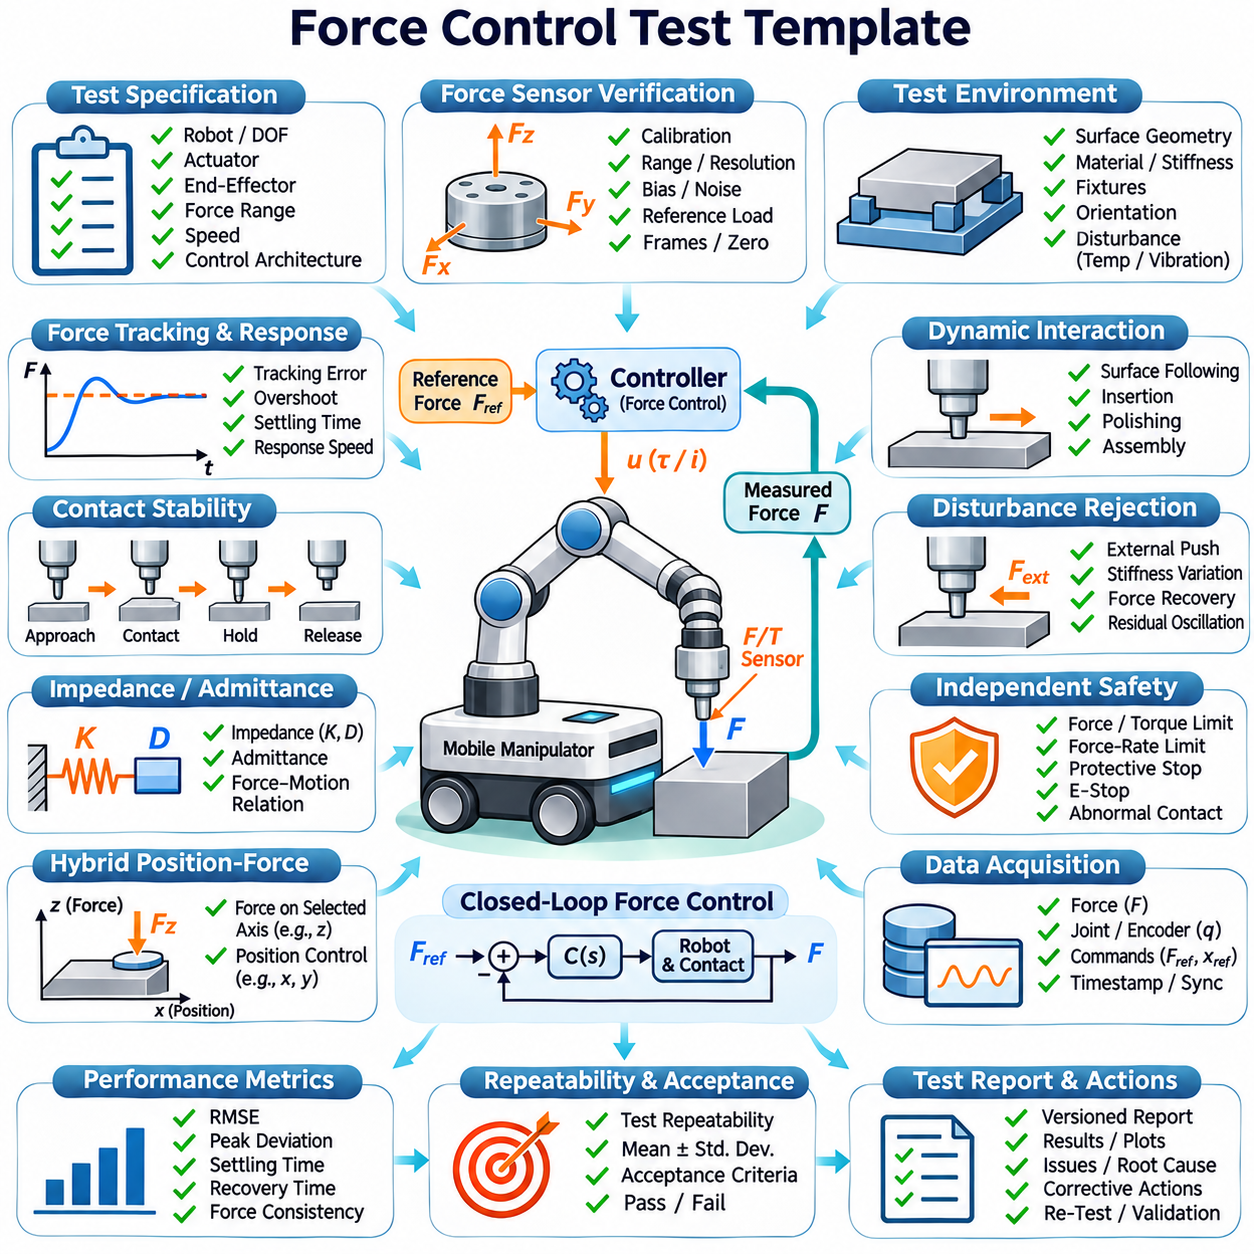 Force Control Test Template
Test Specification
Robot / DOF
Actuator
End-Effector
Force Range
Speed
Control Architecture
Force Sensor Verification
Fz
Fy
Fx
Calibration
Range / Resolution
Bias / Noise
Reference Load
Frames / Zero
Test Environment
Surface Geometry
Material / Stiffness
Fixtures
Orientation
Disturbance
(Temp / Vibration)
Force Tracking & Response
F
t
Tracking Error
Overshoot
Settling Time
Response Speed
Reference
Force Fref
Controller
(Force Control)
u (τ / i)
Measured
Force F
Dynamic Interaction
Surface Following
Insertion
Polishing
Assembly
Contact Stability
Approach
Contact
Hold
Release
Disturbance Rejection
Fext
External Push
Stiffness Variation
Force Recovery
Residual Oscillation
F/T
Sensor
F
Mobile Manipulator
Impedance / Admittance
K
D
Impedance (K, D)
Admittance
Force–Motion
Relation
Independent Safety
Force / Torque Limit
Force-Rate Limit
Protective Stop
E-Stop
Abnormal Contact
Hybrid Position-Force
z (Force)
Fz
x (Position)
Force on Selected
Axis (e.g., z)
Position Control
(e.g., x, y)
Closed-Loop Force Control
Fref
+
−
C(s)
Robot
& Contact
F
Data Acquisition
Force (F)
Joint / Encoder (q)
Commands (Fref, xref)
Timestamp / Sync
Performance Metrics
RMSE
Peak Deviation
Settling Time
Recovery Time
Force Consistency
Repeatability & Acceptance
Test Repeatability
Mean ± Std. Dev.
Acceptance Criteria
Pass / Fail
Test Report & Actions
Versioned Report
Results / Plots
Issues / Root Cause
Corrective Actions
Re-Test / Validation